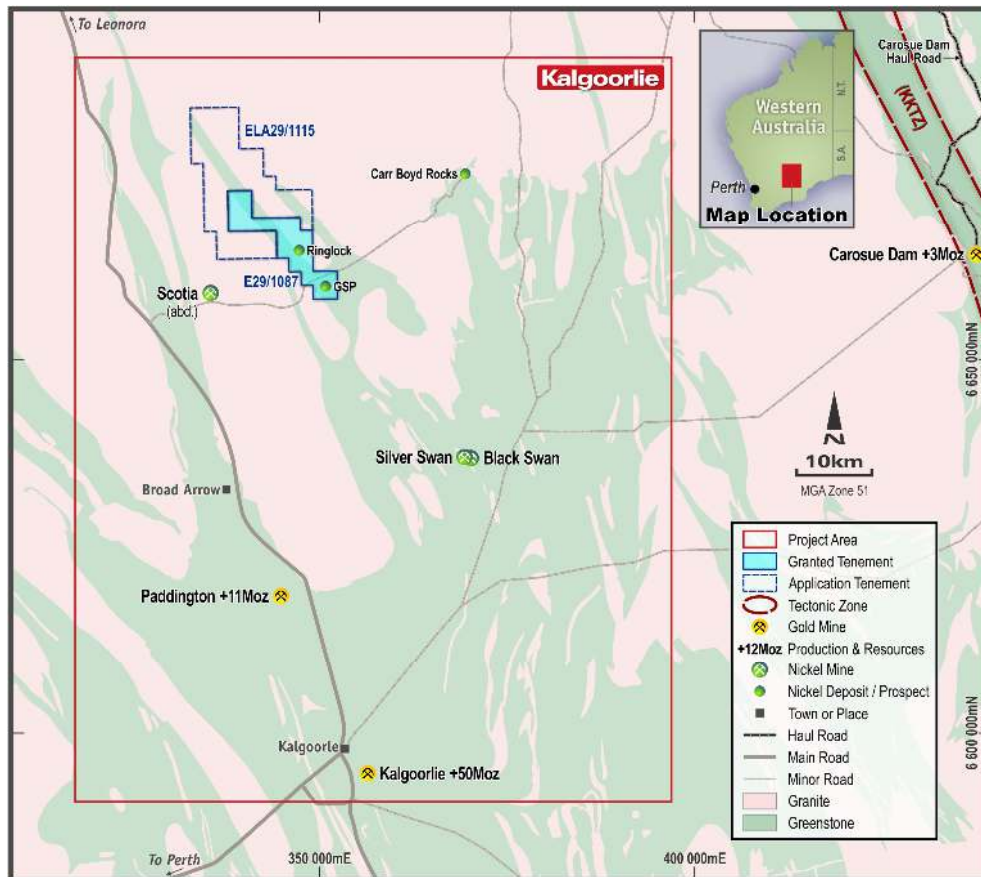 To Leonora
Kalgoorlie
ELA29/1115
Carr Boyd Rocks
Ringlock
E29/1087
GSP
Scotia
(abd.)
Western
Australia
N.T.
S.A.
Perth
Map Location
Carosue Dam
Haul Road
(KKTZ)
Carosue Dam +3Moz
6 650 000mN
N
10km
MGA Zone 51
Silver Swan
Black Swan
Broad Arrow
Paddington +11Moz
Kalgoorle
Kalgoorlie +50Moz
6 600 000mN
To Perth
350 000mE
400 000mE
Project Area
Granted Tenement
Application Tenement
Tectonic Zone
Gold Mine
+12Moz Production & Resources
Nickel Mine
Nickel Deposit / Prospect
Town or Place
Haul Road
Main Road
Minor Road
Granite
Greenstone